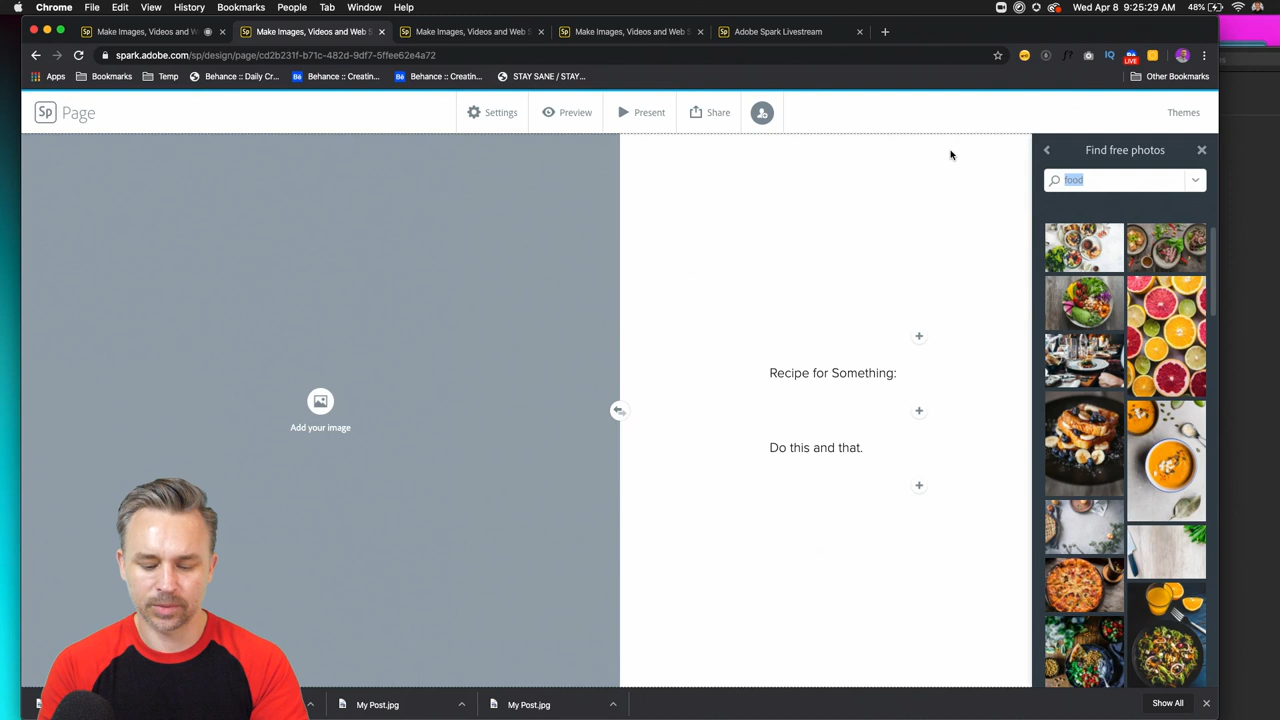 Chrome File Edit View History Bookmarks People Tab Window Help Wed Apr 8 9:25:29 AM 48%
Make Images, Videos and Web S Make Images, Videos and Web S Make Images, Videos and Web S Make Images, Videos and Web S Adobe Spark Livestream
spark.adobe.com/sp/design/page/cd2b231f-b71c-482d-9df7-5ffee62e4a72
Apps Bookmarks Temp Behance :: Daily Cr... Behance :: Creatin... Behance :: Creatin... STAY SANE / STAY... Other Bookmarks
Sp Page Settings Preview Present Share Themes
Find free photos
food
Recipe for Something:
Add your image
Do this and that.
My Post.jpg My Post.jpg Show All